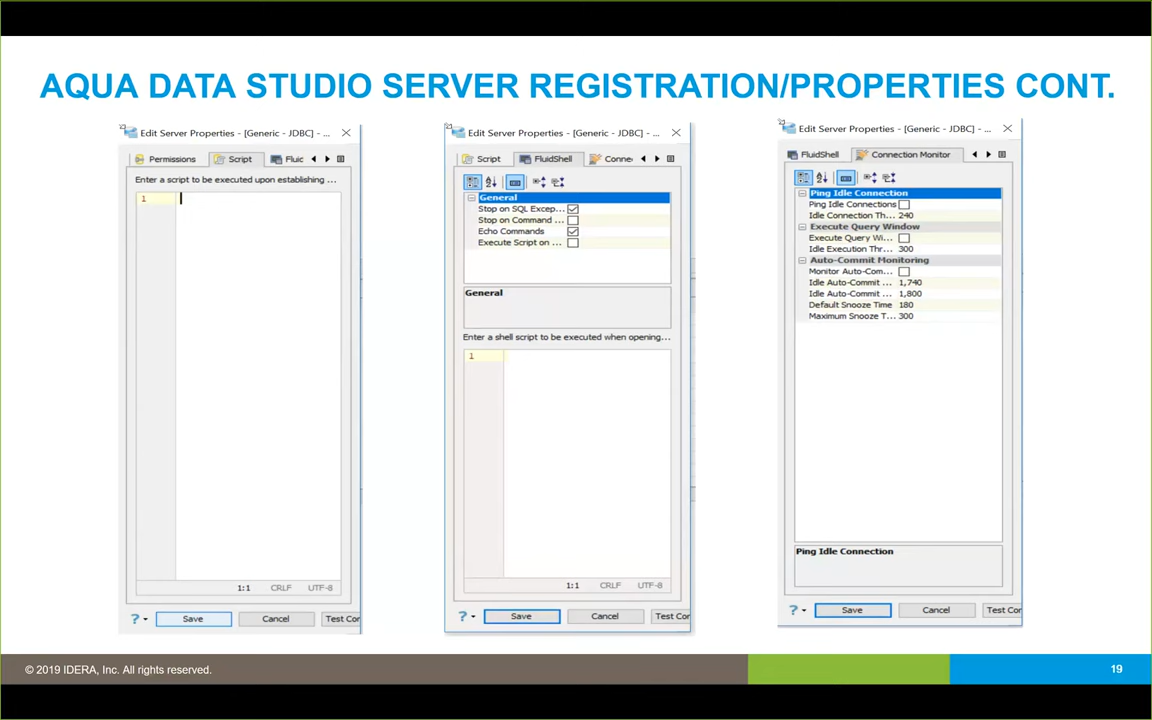 AQUA DATA STUDIO SERVER REGISTRATION/PROPERTIES CONT.
Edit Server Properties - [Generic - JDBC] - ...
Permissions Script Fluic
Enter a script to be executed upon establishing ...
1
1:1 CRLF UTF-8
? Save Cancel Test Cor
Edit Server Properties - [Generic - JDBC] - ...
Script FluidShell Connec
General
Stop on SQL Excep...
Stop on Command ...
Echo Commands
Execute Script on ...
General
Enter a shell script to be executed when opening...
1
1:1 CRLF UTF-8
? Save Cancel Test Cor
Edit Server Properties - [Generic - JDBC] - ...
FluidShell Connection Monitor
Ping Idle Connection
Ping Idle Connections
Idle Connection Th... 240
Execute Query Window
Execute Query Wi...
Idle Execution Thr... 300
Auto-Commit Monitoring
Monitor Auto-Com...
Idle Auto-Commit ... 1,740
Idle Auto-Commit ... 1,800
Default Snooze Time 180
Maximum Snooze T... 300
Ping Idle Connection
? Save Cancel Test Cor
© 2019 IDERA, Inc. All rights reserved.
19